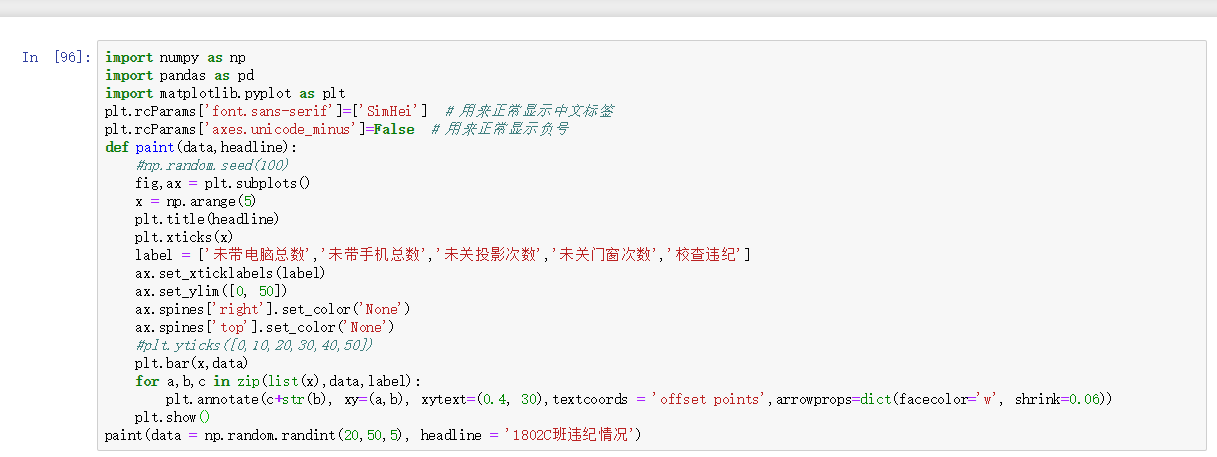 In [96]: import numpy as np
import pandas as pd
import matplotlib.pyplot as plt
plt.rcParams['font.sans-serif']=['SimHei']  # 用来正常显示中文标签
plt.rcParams['axes.unicode_minus']=False  # 用来正常显示负号
def paint(data,headline):
    #np.random.seed(100)
    fig,ax = plt.subplots()
    x = np.arange(5)
    plt.title(headline)
    plt.xticks(x)
    label = ['未带电脑总数','未带手机总数','未关投影次数','未关门窗次数','校查违纪']
    ax.set_xticklabels(label)
    ax.set_ylim([0, 50])
    ax.spines['right'].set_color('None')
    ax.spines['top'].set_color('None')
    #plt.yticks([0,10,20,30,40,50])
    plt.bar(x,data)
    for a,b,c in zip(list(x),data,label):
        plt.annotate(c+str(b), xy=(a,b), xytext=(0.4, 30),textcoords = 'offset points',arrowprops=dict(facecolor='w', shrink=0.06))
    plt.show()
paint(data = np.random.randint(20,50,5), headline = '1802C班违纪情况')